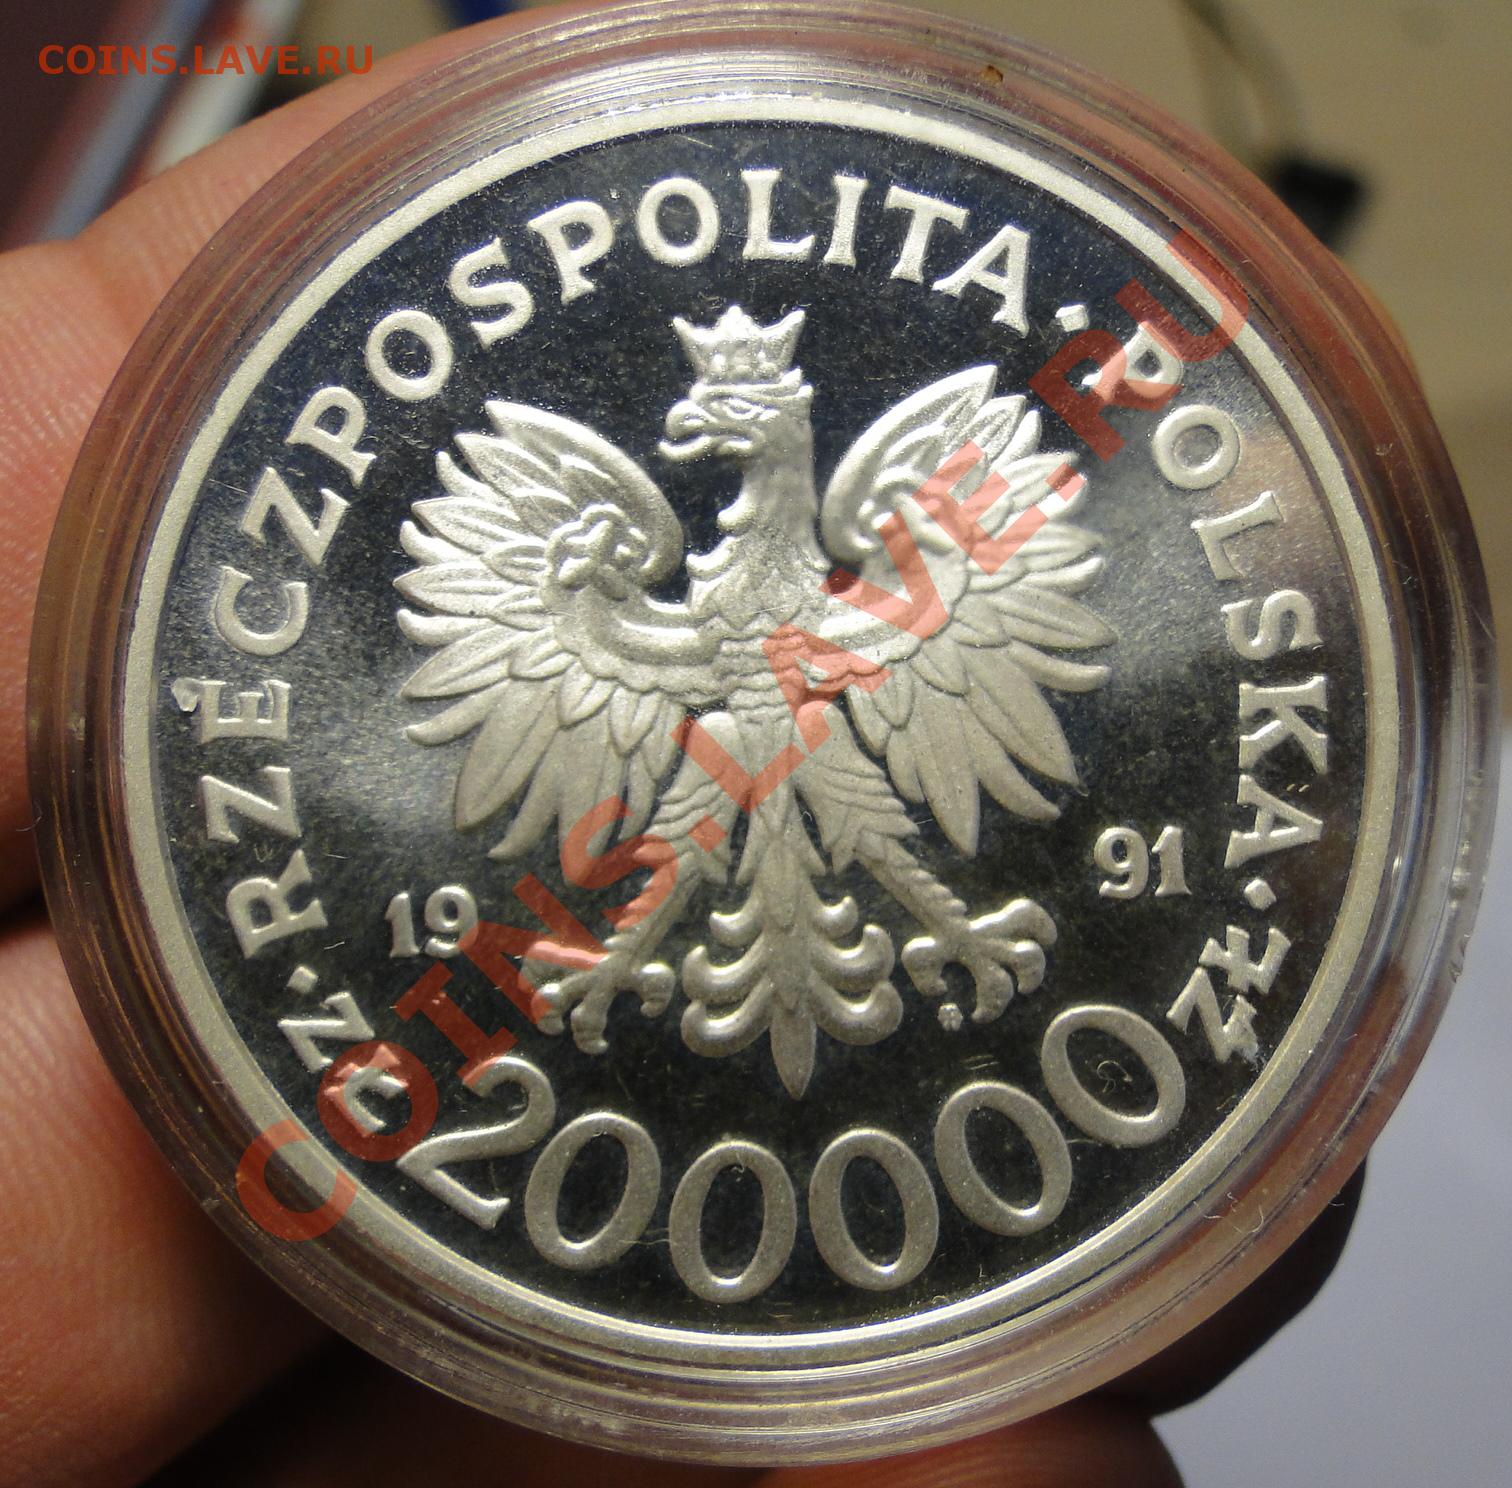 COINS.LAVE.RU
ZŁ·RZECZPOSPOLITA·POLSKA·ZŁ
19 91
200000
COINS.LAVE.RU